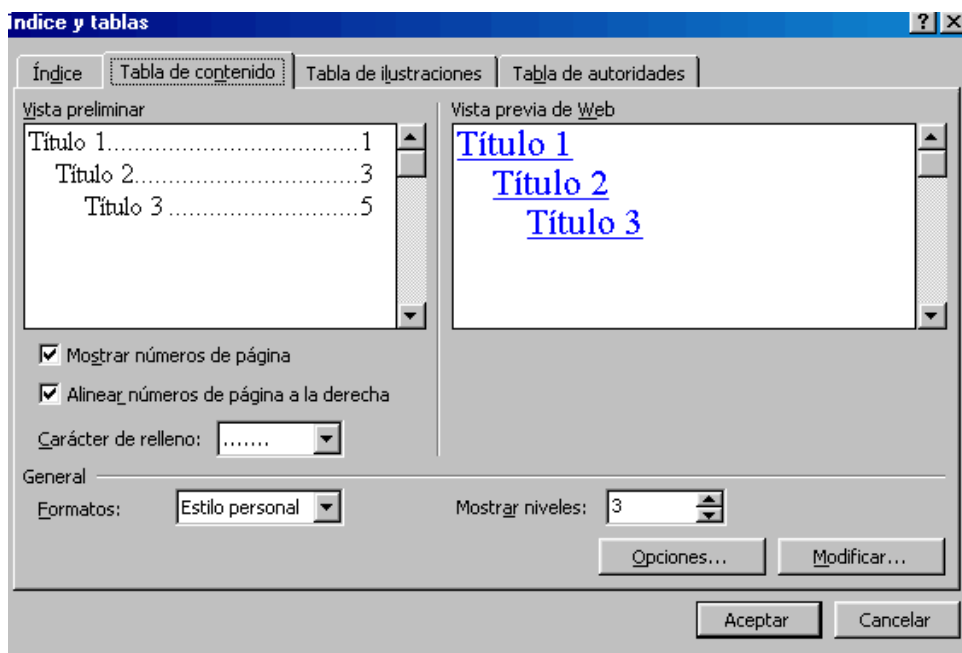 Indice y tablas
Índice Tabla de contenido Tabla de ilustraciones Tabla de autoridades
Vista preliminar
Título 1....................................1
Título 2................................3
Título 3...........................5
Vista previa de Web
Título 1
Título 2
Título 3
Mostrar números de página
Alinear números de página a la derecha
Carácter de relleno: .......
General
Formatos: Estilo personal Mostrar niveles: 3
Opciones... Modificar...
Aceptar Cancelar